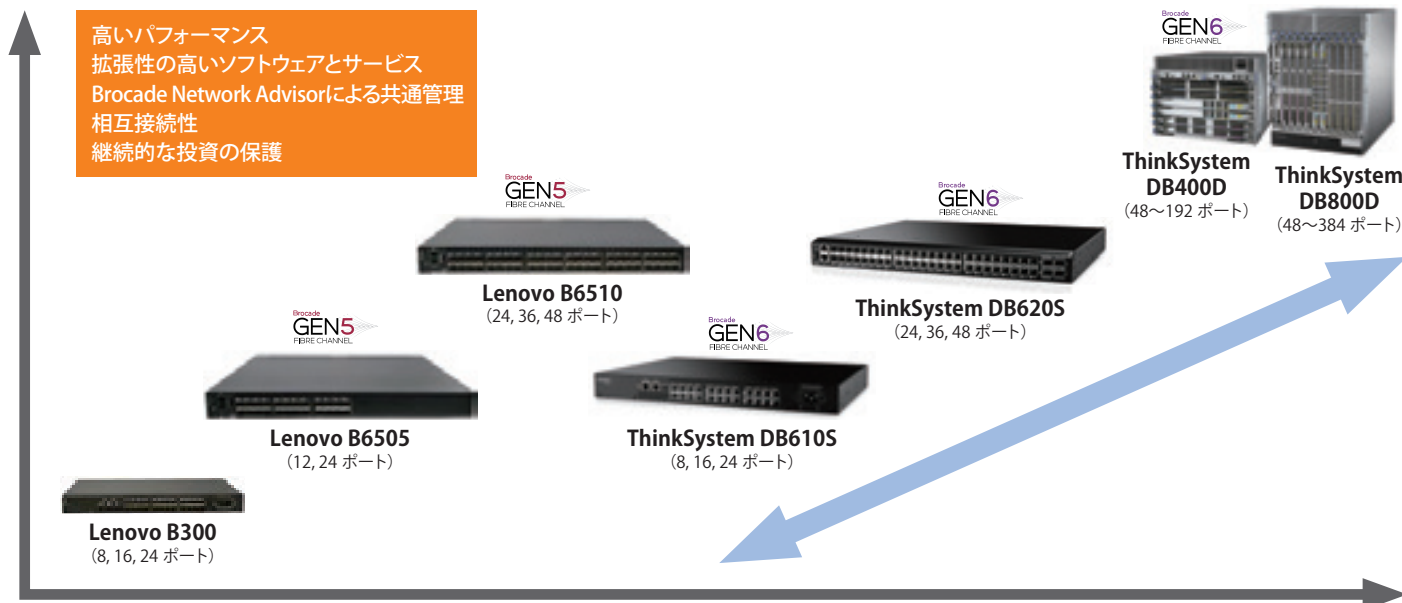 高いパフォーマンス
拡張性の高いソフトウェアとサービス
Brocade Network Advisorによる共通管理
相互接続性
継続的な投資の保護
Brocade
GEN6
FIBRE CHANNEL
ThinkSystem
DB400D
(48～192 ポート)
ThinkSystem
DB800D
(48～384 ポート)
Brocade
GEN5
FIBRE CHANNEL
Lenovo B6510
(24, 36, 48 ポート)
Brocade
GEN6
FIBRE CHANNEL
ThinkSystem DB620S
(24, 36, 48 ポート)
Brocade
GEN5
FIBRE CHANNEL
Lenovo B6505
(12, 24 ポート)
Brocade
GEN6
FIBRE CHANNEL
ThinkSystem DB610S
(8, 16, 24 ポート)
Lenovo B300
(8, 16, 24 ポート)